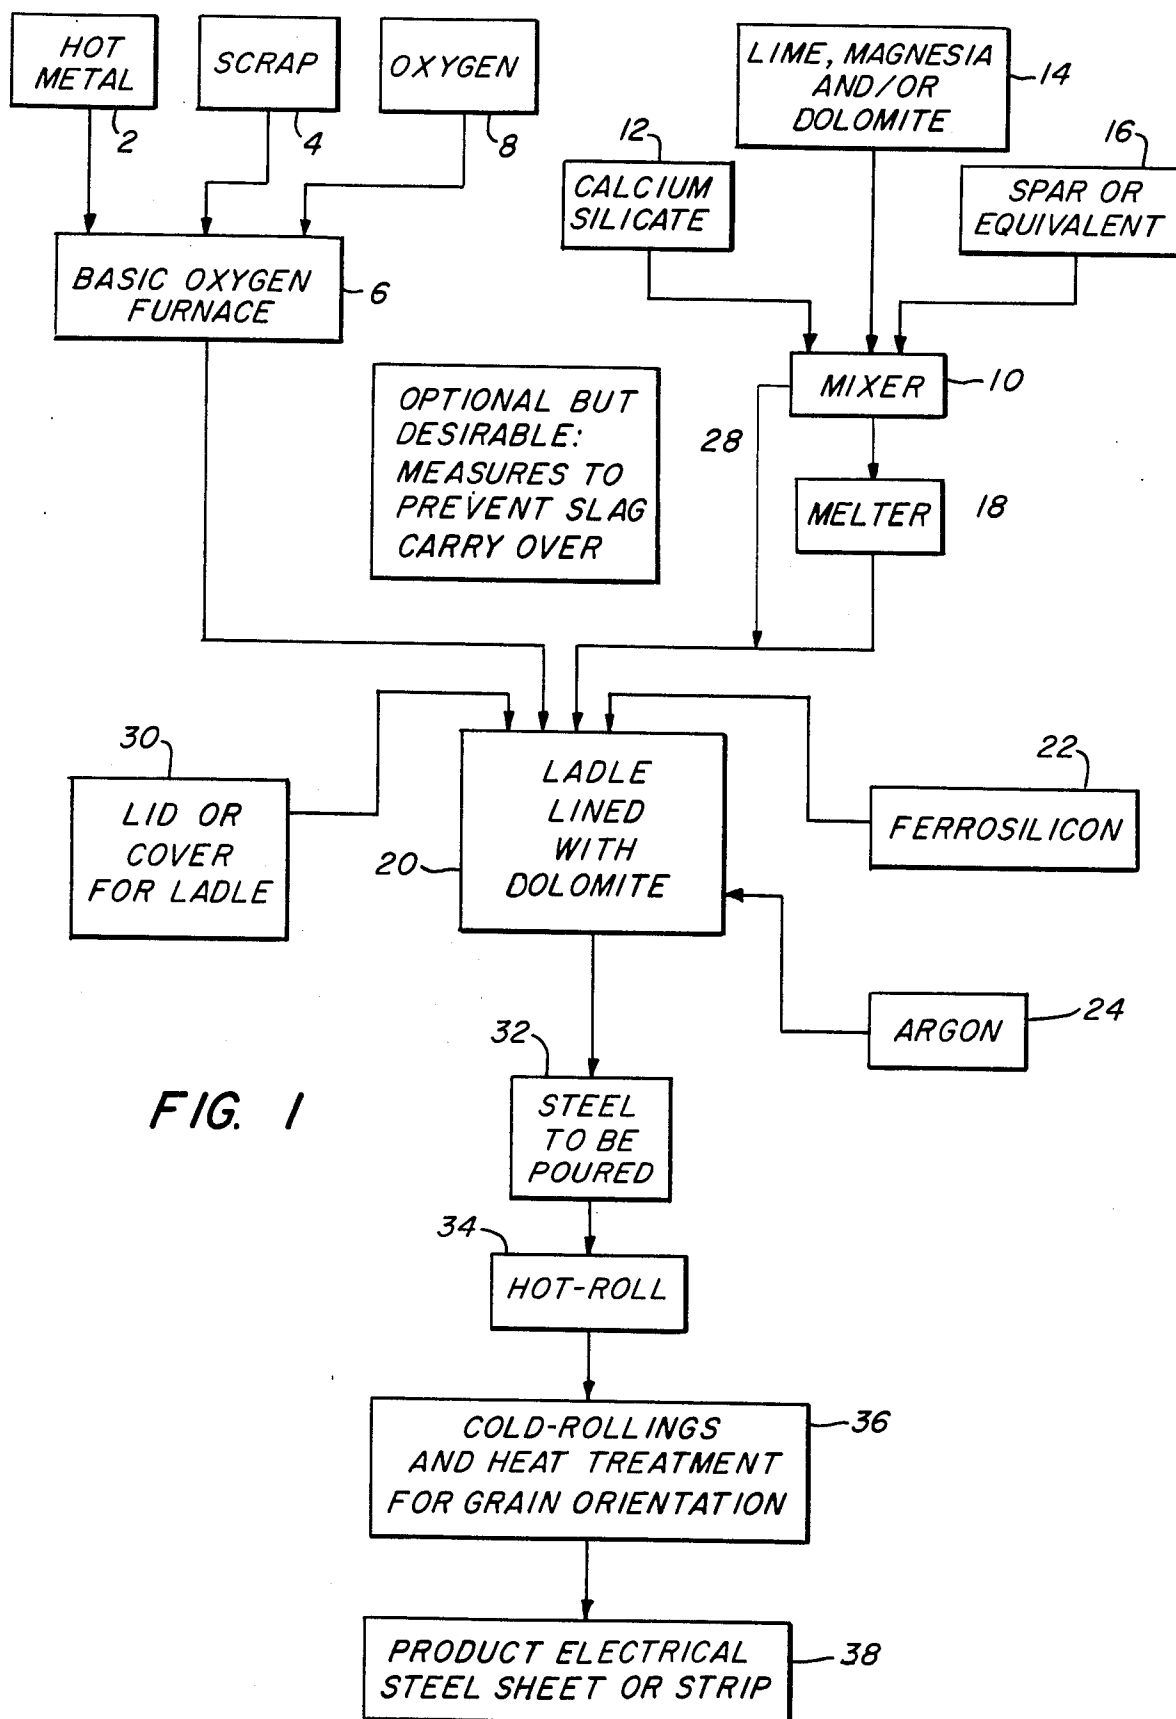 HOT
METAL
2
SCRAP
4
OXYGEN
8
LIME, MAGNESIA
AND/OR
DOLOMITE
14
12
CALCIUM
SILICATE
16
SPAR OR
EQUIVALENT
BASIC OXYGEN
FURNACE
6
OPTIONAL BUT
DESIRABLE:
MEASURES TO
PREVENT SLAG
CARRY OVER
MIXER
10
28
MELTER
18
30
LID OR
COVER
FOR LADLE
20
LADLE
LINED
WITH
DOLOMITE
22
FERROSILICON
ARGON
24
32
STEEL
TO BE
POURED
FIG. 1
34
HOT-ROLL
COLD-ROLLINGS
AND HEAT TREATMENT
FOR GRAIN ORIENTATION
36
PRODUCT ELECTRICAL
STEEL SHEET OR STRIP
38